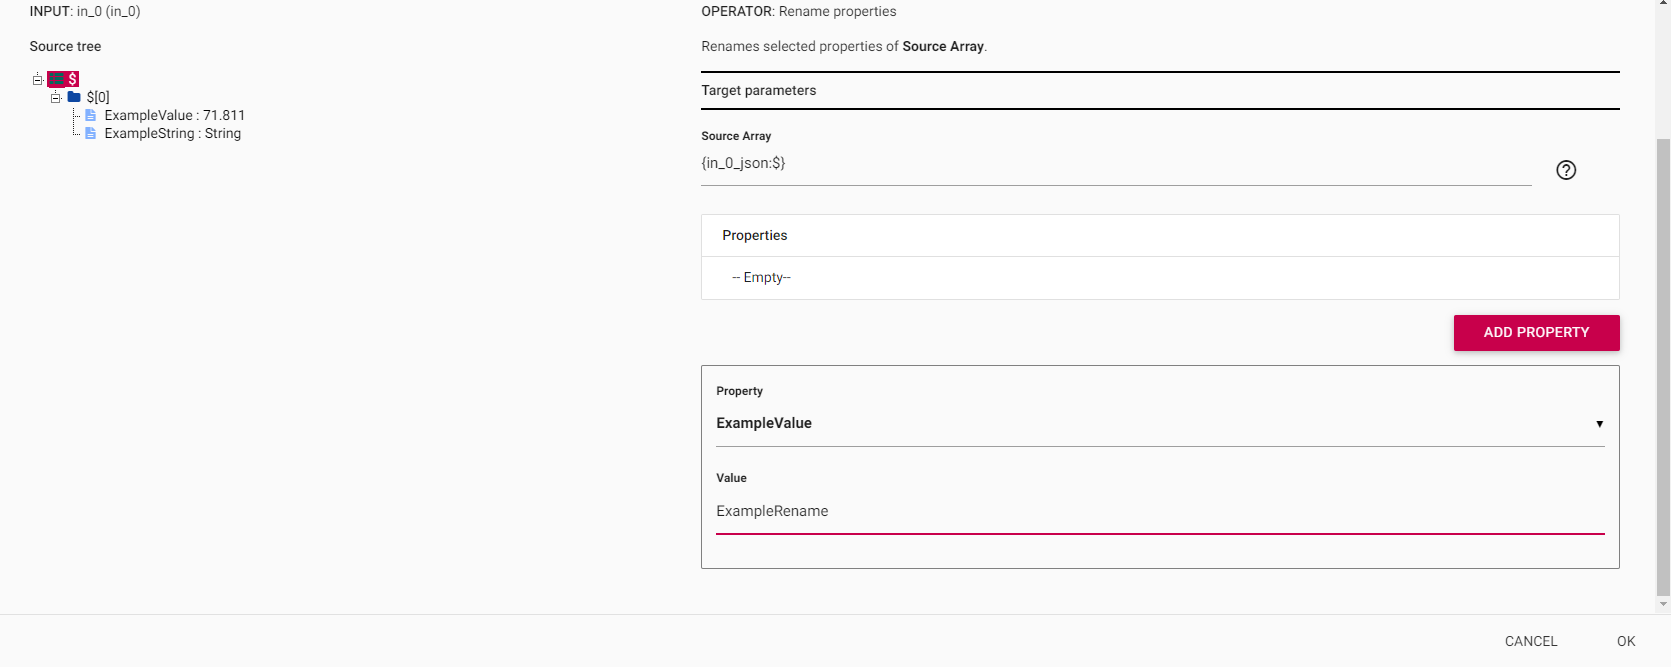 INPUT: in_0 (in_0)
Source tree
$
$[0]
ExampleValue : 71.811
ExampleString : String
OPERATOR: Rename properties
Renames selected properties of Source Array.
Target parameters
Source Array
{in_0_json:$}
Properties
-- Empty--
ADD PROPERTY
Property
ExampleValue
Value
ExampleRename
CANCEL OK